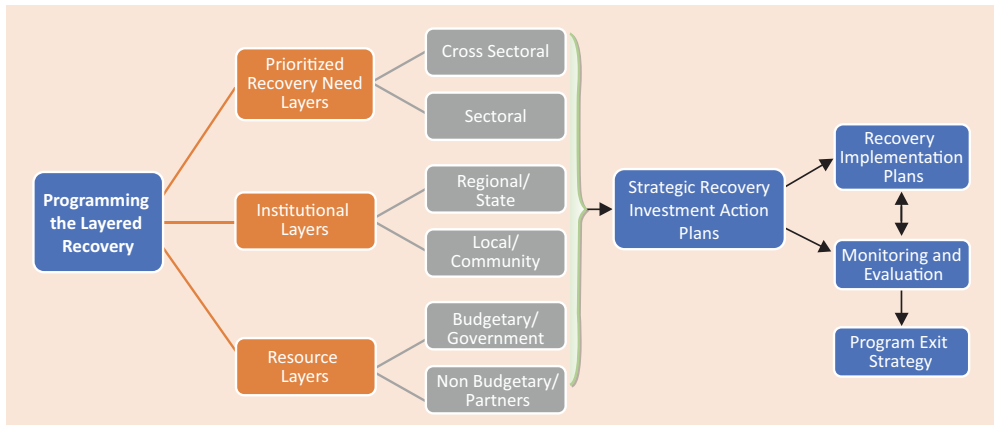 Programming
the Layered
Recovery
Prioritized
Recovery Need
Layers
Institutional
Layers
Resource
Layers
Cross Sectoral
Sectoral
Regional/
State
Local/
Community
Budgetary/
Government
Non Budgetary/
Partners
Strategic Recovery
Investment Action
Plans
Recovery
Implementation
Plans
Monitoring and
Evaluation
Program Exit
Strategy